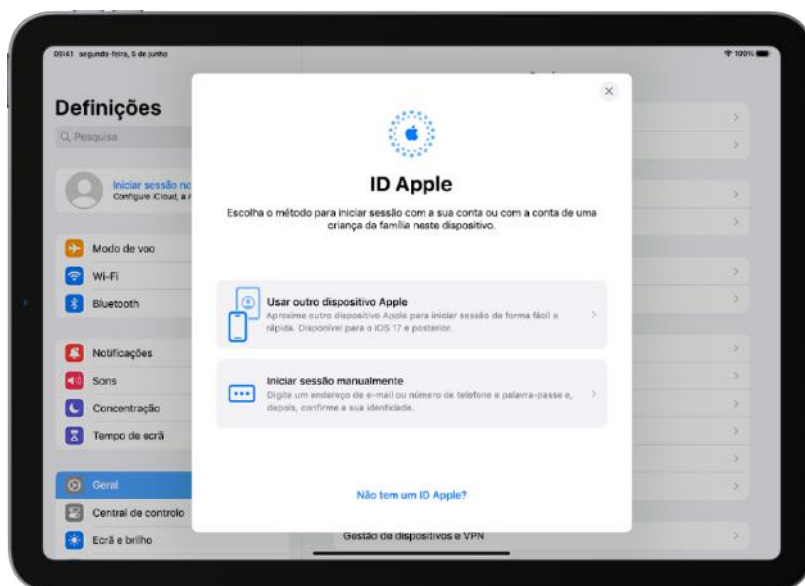 09:41 segunda-feira, 5 de junho
100%
Definições
Pesquisa
Iniciar sessão no
Configure iCloud, a
Modo de voo
Wi-Fi
Bluetooth
Notificações
Sons
Concentração
Tempo de ecrã
Geral
Central de controlo
Ecrã e brilho
ID Apple
Escolha o método para iniciar sessão com a sua conta ou com a conta de uma
criança da família neste dispositivo.
Usar outro dispositivo Apple
Aproxime outro dispositivo Apple para iniciar sessão de forma fácil e
rápida. Disponível para o iOS 17 e posterior.
Iniciar sessão manualmente
Digite um endereço de e-mail ou número de telefone e palavra-passe e,
depois, confirme a sua identidade.
Não tem um ID Apple?
Gestão de dispositivos e VPN